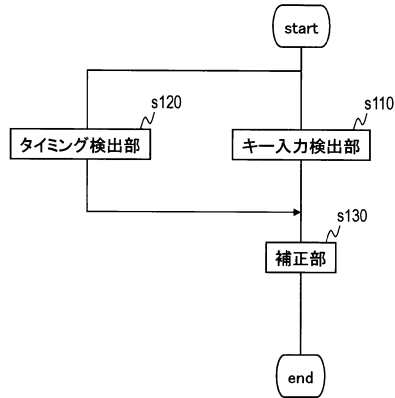 start
s120
s110
タイミング検出部
キー入力検出部
s130
補正部
end